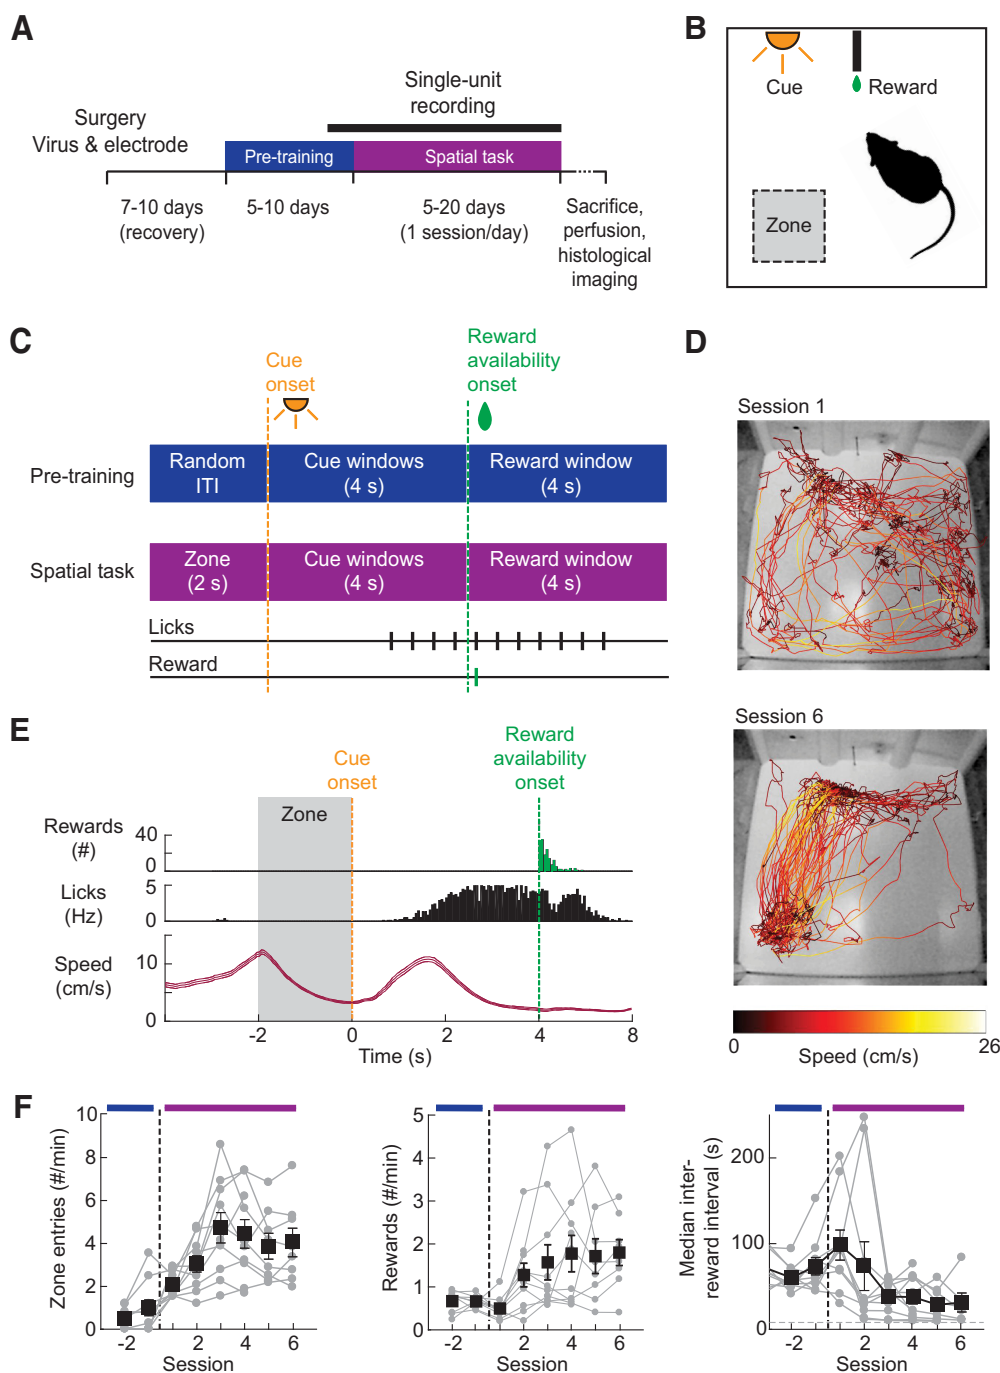 A
Single-unit
recording
Surgery
Virus & electrode
Pre-training
Spatial task
7-10 days
(recovery)
5-10 days
5-20 days
(1 session/day)
Sacrifice,
perfusion,
histological
imaging
B
Cue
Reward
Zone
C
Cue
onset
Reward
availability
onset
Pre-training
Random
ITI
Cue windows
(4 s)
Reward window
(4 s)
Spatial task
Zone
(2 s)
Cue windows
(4 s)
Reward window
(4 s)
Licks
Reward
D
Session 1
Session 6
0
26
Speed (cm/s)
E
Cue
onset
Reward
availability
onset
Zone
Rewards
(#)
40
0
Licks
(Hz)
5
0
Speed
(cm/s)
10
0
-2
0
2
4
6
8
Time (s)
F
Zone entries (#/min)
10
8
6
4
2
0
-2
2
4
6
Session
Rewards (#/min)
5
4
3
2
1
0
-2
2
4
6
Session
Median inter-
reward interval (s)
200
100
0
-2
2
4
6
Session